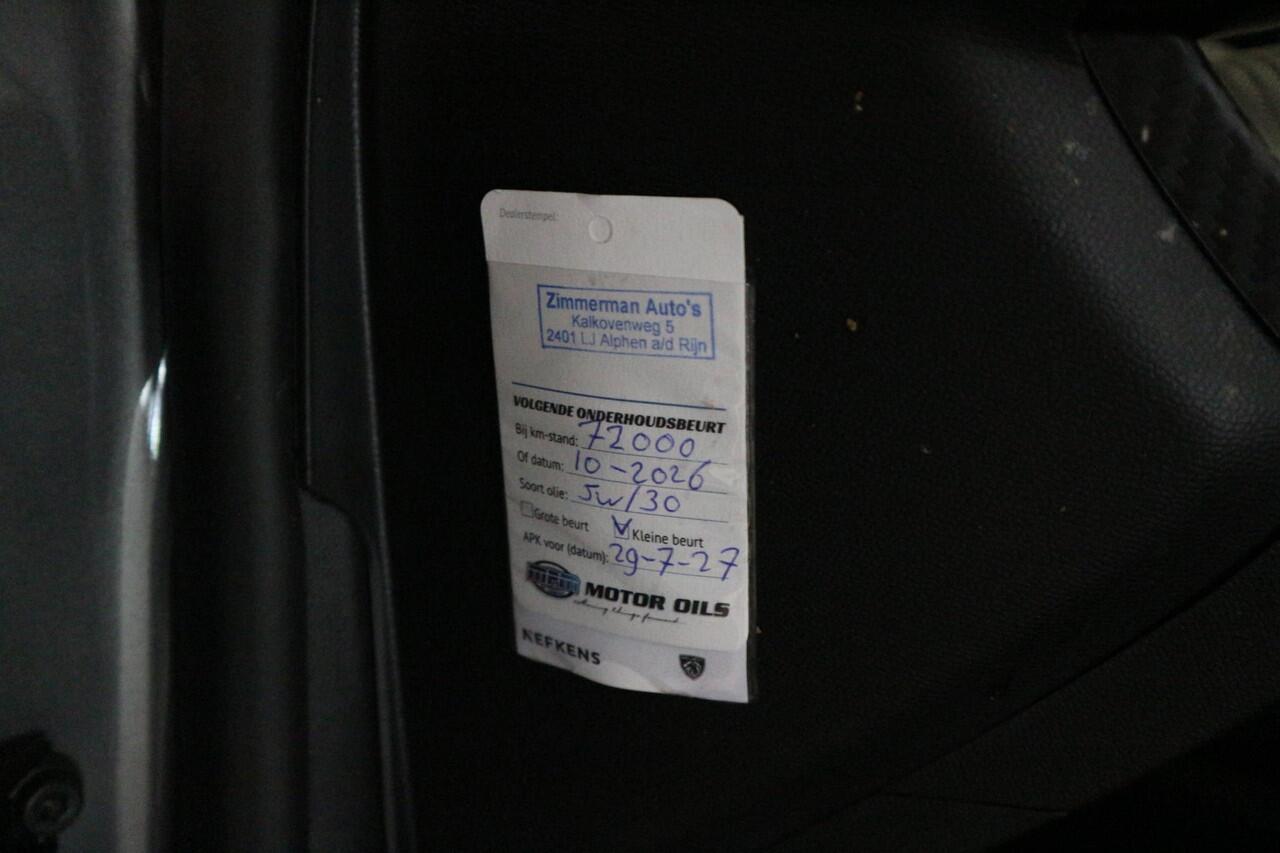 Dealerstempel:
Zimmerman Auto's
Kalkovenweg 5
2401 LJ Alphen a/d Rijn
VOLGENDE ONDERHOUDSBEURT
Bij km-stand: 72000
Of datum: 10-2026
Soort olie: 5w/30
Grote beurt Kleine beurt
APK voor (datum): 29-7-27
MOTOR OILS
NEFKENS